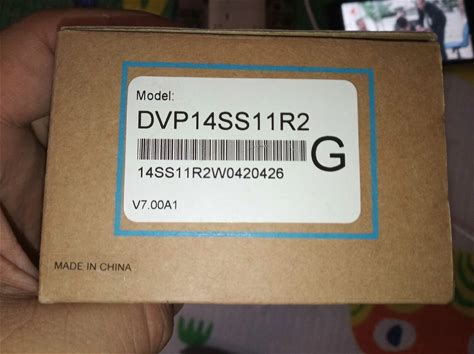 Model:
DVP14SS11R2
G
14SS11R2W0420426
V7.00A1
MADE IN CHINA